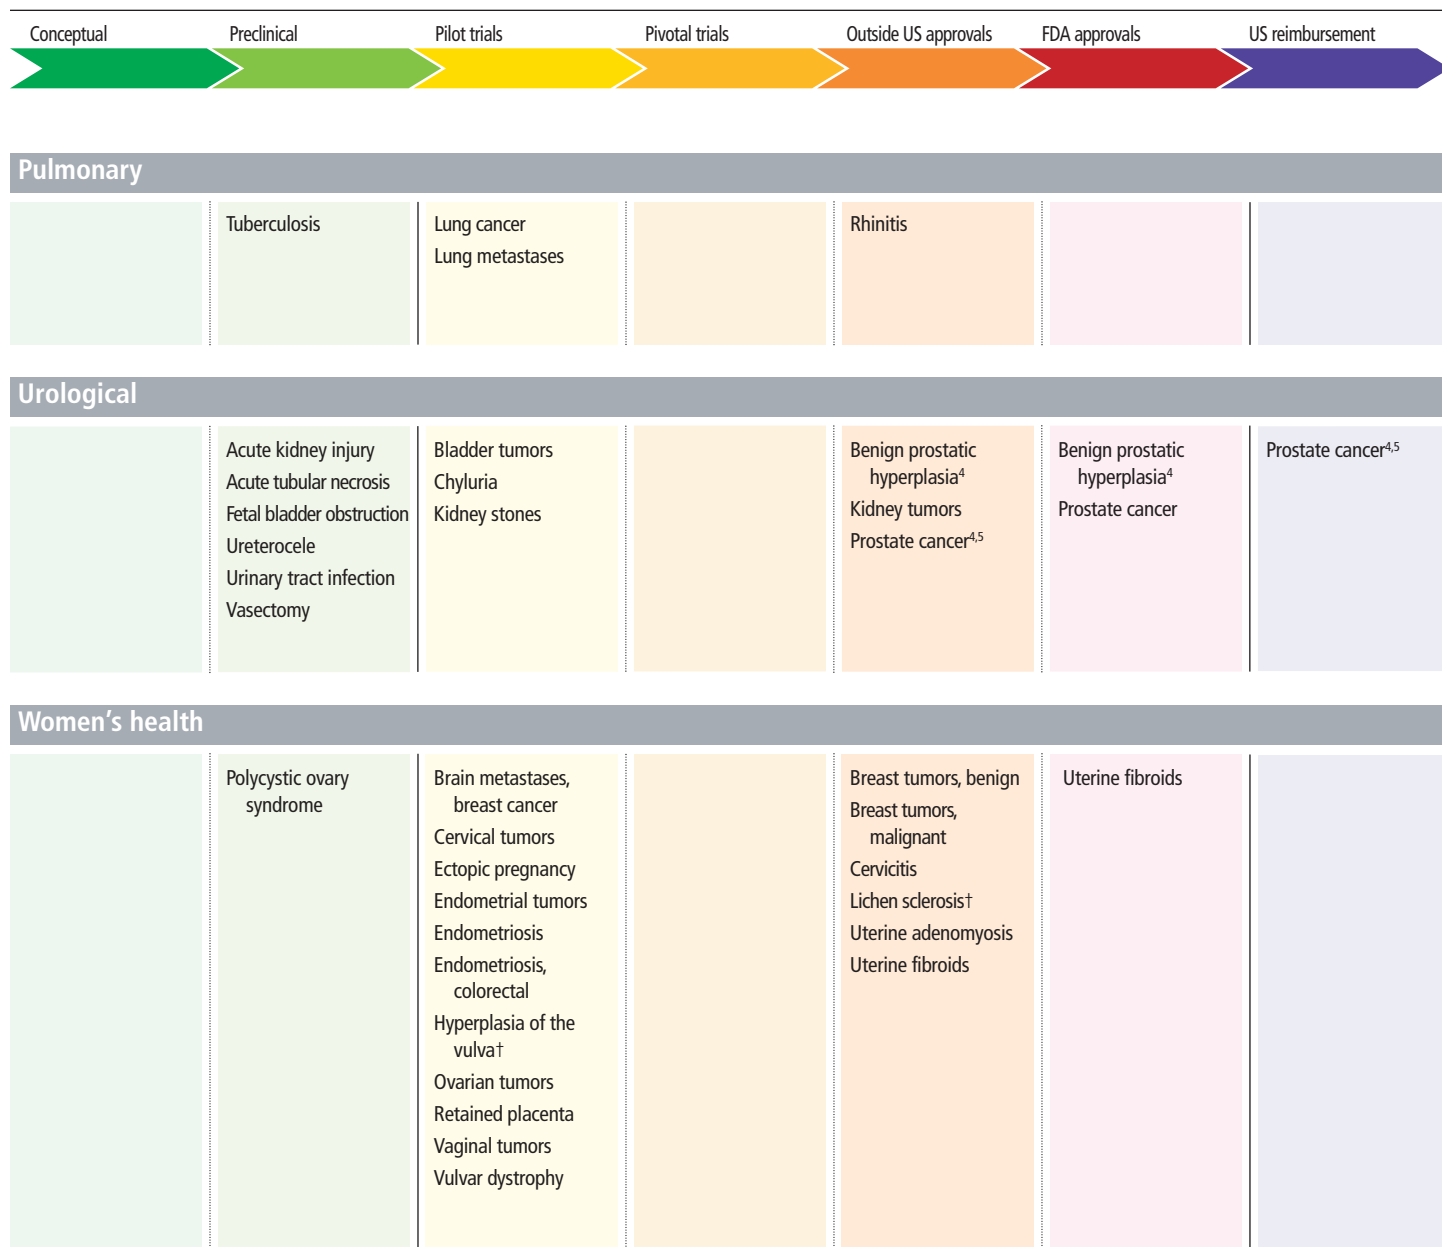 Conceptual
Preclinical
Pilot trials
Pivotal trials
Outside US approvals
FDA approvals
US reimbursement
Pulmonary
Tuberculosis
Lung cancer
Lung metastases
Rhinitis
Urological
Acute kidney injury
Acute tubular necrosis
Fetal bladder obstruction
Ureterocele
Urinary tract infection
Vasectomy
Bladder tumors
Chyluria
Kidney stones
Benign prostatic
hyperplasia4
Kidney tumors
Prostate cancer4,5
Benign prostatic
hyperplasia4
Prostate cancer
Prostate cancer4,5
Women's health
Polycystic ovary
syndrome
Brain metastases,
breast cancer
Cervical tumors
Ectopic pregnancy
Endometrial tumors
Endometriosis
Endometriosis,
colorectal
Hyperplasia of the
vulva†
Ovarian tumors
Retained placenta
Vaginal tumors
Vulvar dystrophy
Breast tumors, benign
Breast tumors,
malignant
Cervicitis
Lichen sclerosis†
Uterine adenomyosis
Uterine fibroids
Uterine fibroids